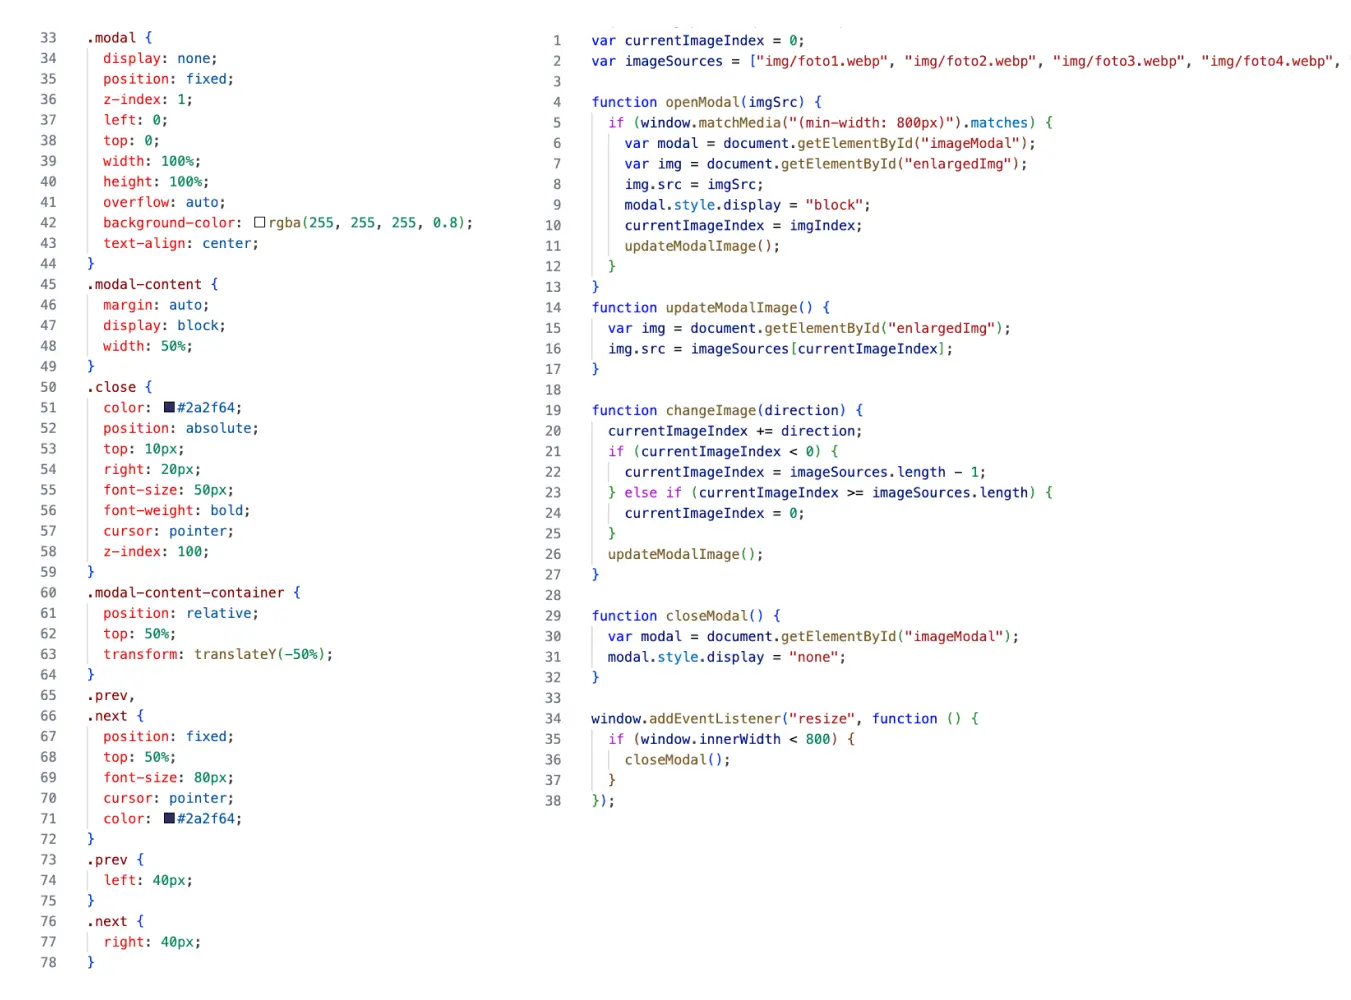 33 .modal {
34 display: none;
35 position: fixed;
36 z-index: 1;
37 left: 0;
38 top: 0;
39 width: 100%;
40 height: 100%;
41 overflow: auto;
42 background-color: rgba(255, 255, 255, 0.8);
43 text-align: center;
44 }
45 .modal-content {
46 margin: auto;
47 display: block;
48 width: 50%;
49 }
50 .close {
51 color: #2a2f64;
52 position: absolute;
53 top: 10px;
54 right: 20px;
55 font-size: 50px;
56 font-weight: bold;
57 cursor: pointer;
58 z-index: 100;
59 }
60 .modal-content-container {
61 position: relative;
62 top: 50%;
63 transform: translateY(-50%);
64 }
65 .prev,
66 .next {
67 position: fixed;
68 top: 50%;
69 font-size: 80px;
70 cursor: pointer;
71 color: #2a2f64;
72 }
73 .prev {
74 left: 40px;
75 }
76 .next {
77 right: 40px;
78 }
1 var currentImageIndex = 0;
2 var imageSources = ["img/foto1.webp", "img/foto2.webp", "img/foto3.webp", "img/foto4.webp",
3
4 function openModal(imgSrc) {
5 if (window.matchMedia("(min-width: 800px)").matches) {
6 var modal = document.getElementById("imageModal");
7 var img = document.getElementById("enlargedImg");
8 img.src = imgSrc;
9 modal.style.display = "block";
10 currentImageIndex = imgIndex;
11 updateModalImage();
12 }
13 }
14 function updateModalImage() {
15 var img = document.getElementById("enlargedImg");
16 img.src = imageSources[currentImageIndex];
17 }
18
19 function changeImage(direction) {
20 currentImageIndex += direction;
21 if (currentImageIndex < 0) {
22 currentImageIndex = imageSources.length - 1;
23 } else if (currentImageIndex >= imageSources.length) {
24 currentImageIndex = 0;
25 }
26 updateModalImage();
27 }
28
29 function closeModal() {
30 var modal = document.getElementById("imageModal");
31 modal.style.display = "none";
32 }
33
34 window.addEventListener("resize", function () {
35 if (window.innerWidth < 800) {
36 closeModal();
37 }
38 });